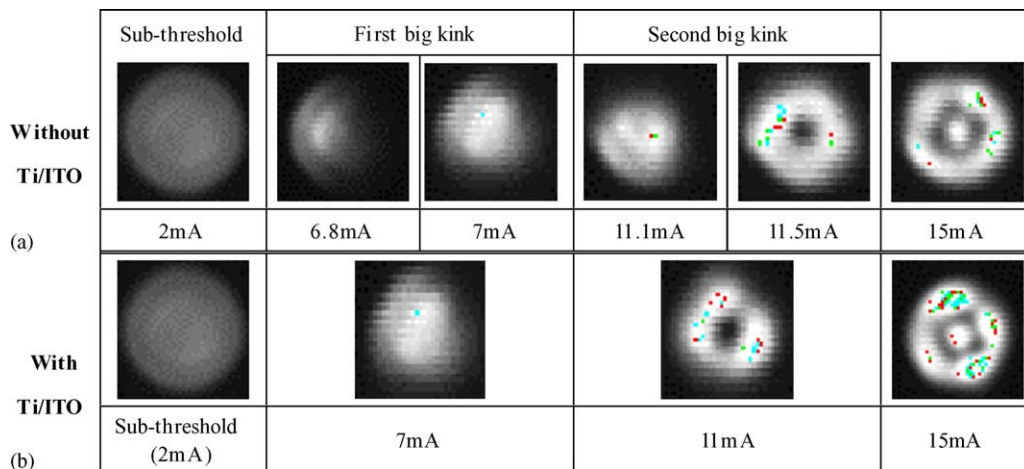 Sub-threshold First big kink Second big kink
Without
Ti/ITO
(a) 2mA 6.8mA 7mA 11.1mA 11.5mA 15mA
With
Ti/ITO
Sub-threshold
(2mA) 7mA 11mA 15mA
(b)